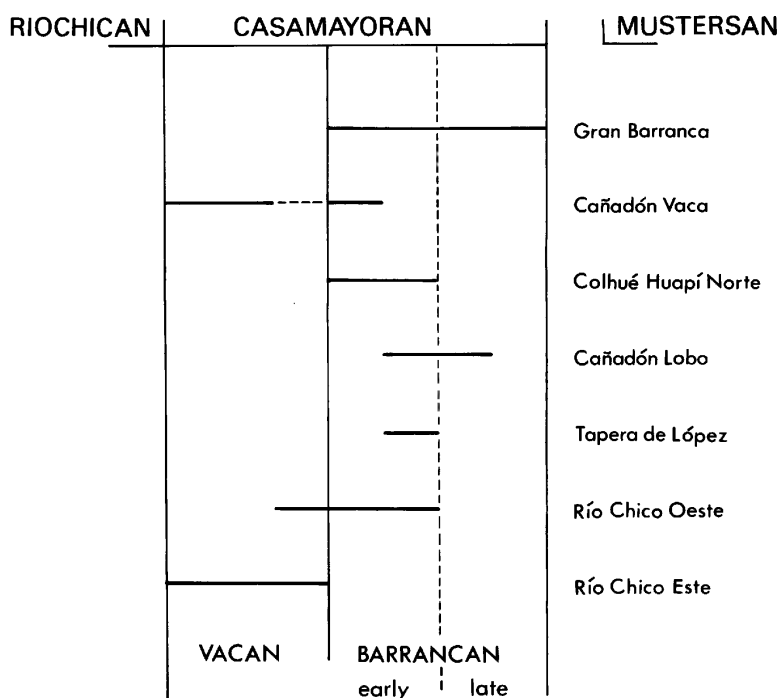 RIOCHICAN CASAMAYORAN MUSTERSAN
Gran Barranca
Cañadón Vaca
Colhué Huapí Norte
Cañadón Lobo
Tapera de López
Río Chico Oeste
Río Chico Este
VACAN BARRANCAN
early late